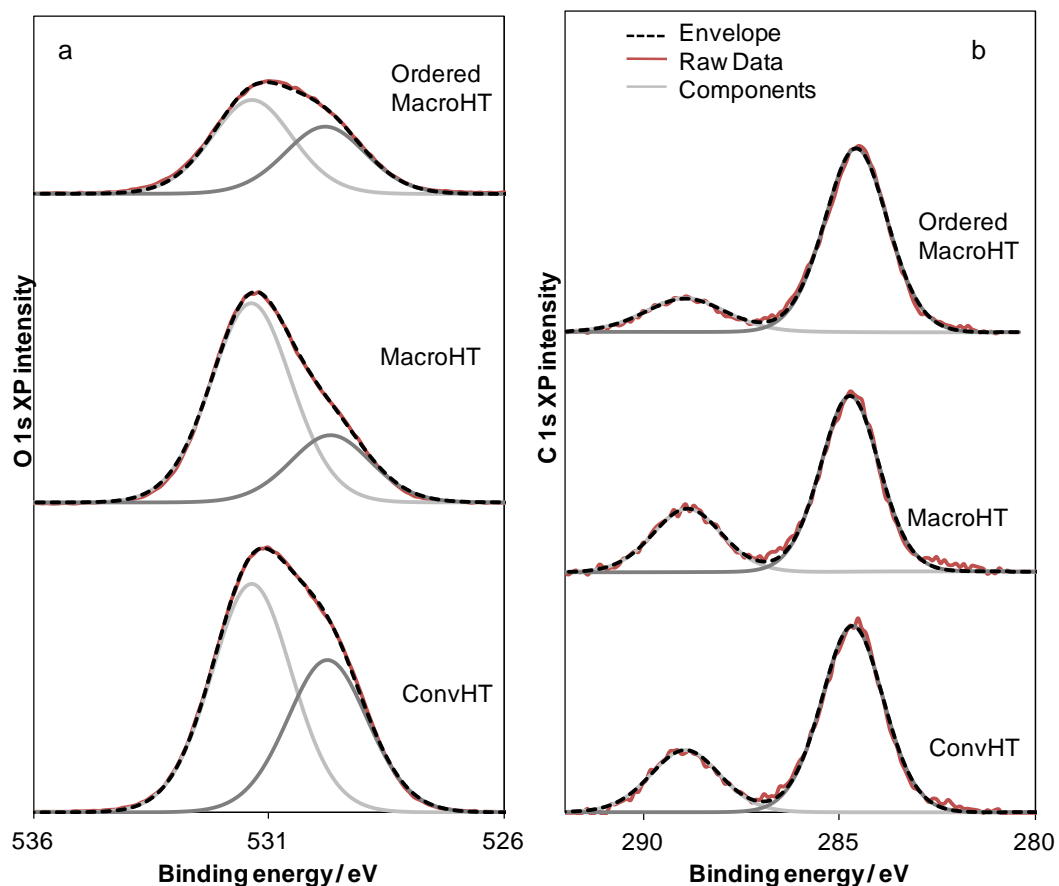 a
Ordered
MacroHT
MacroHT
ConvHT
O 1s XP intensity
536
531
526
Binding energy / eV
b
Envelope
Raw Data
Components
Ordered
MacroHT
MacroHT
ConvHT
C 1s XP intensity
290
285
280
Binding energy / eV